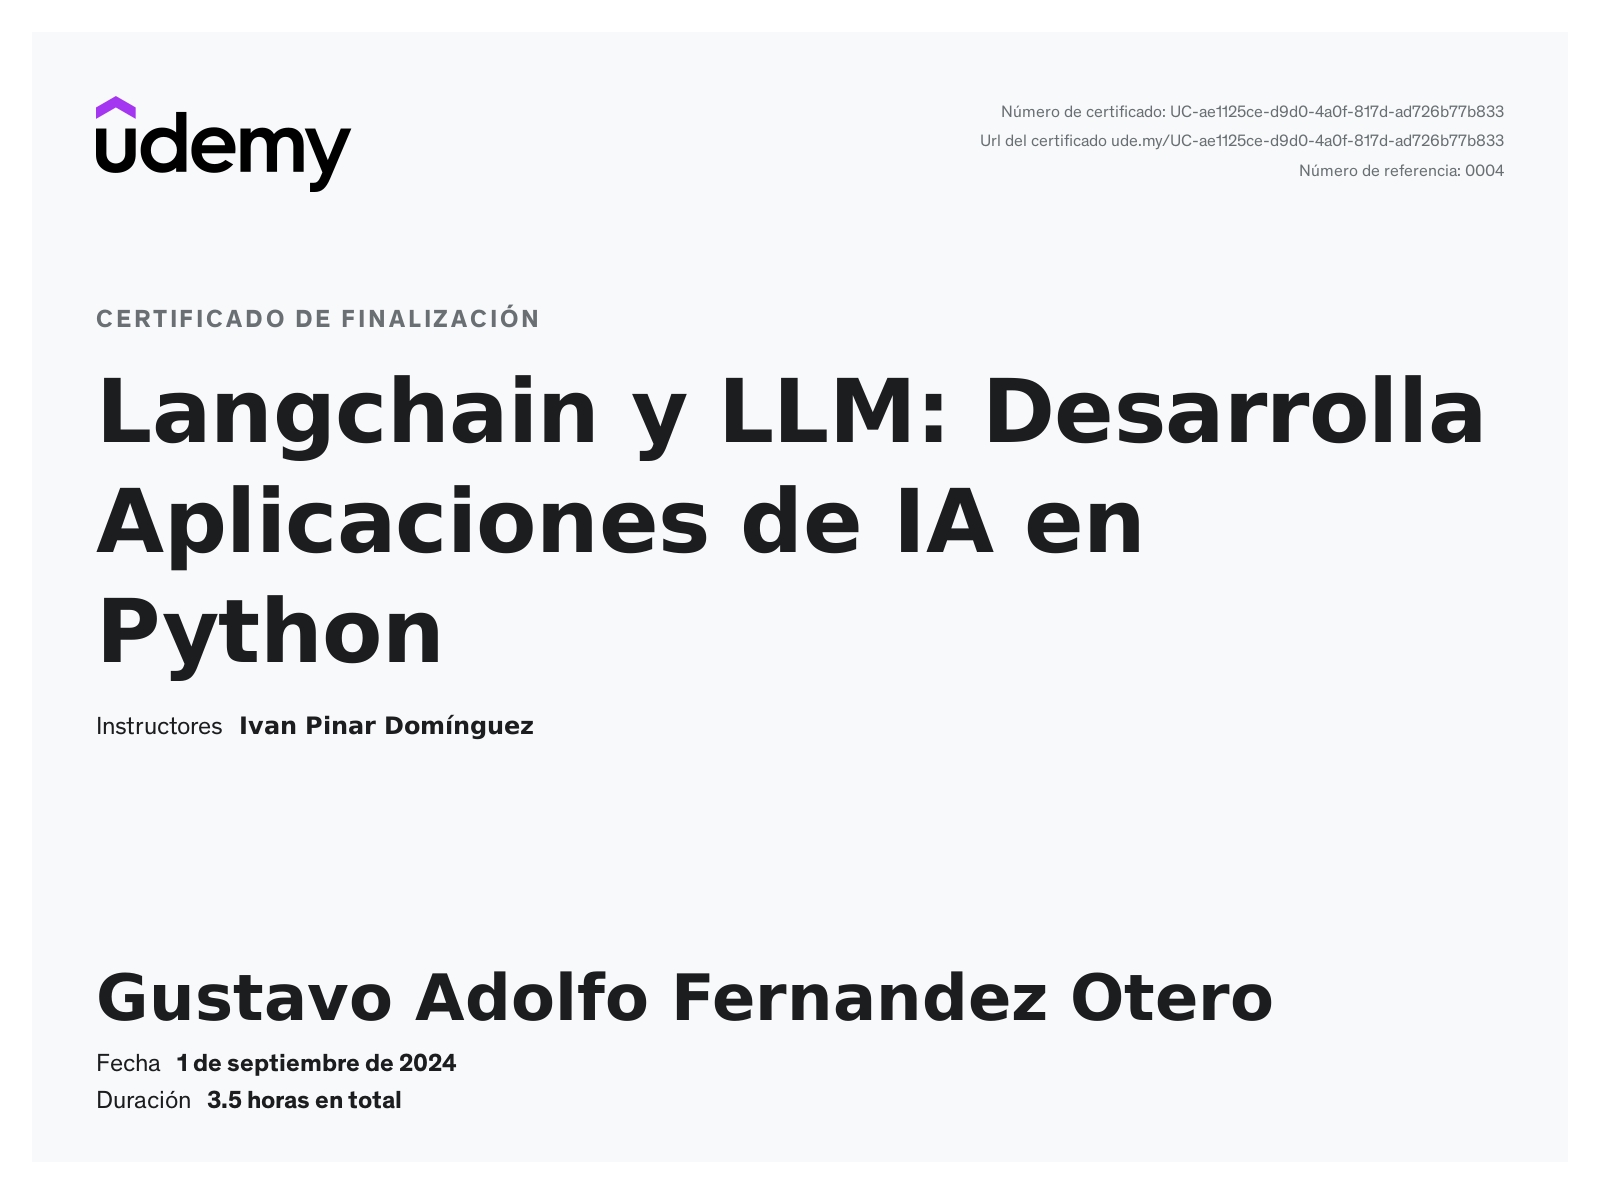 udemy
Número de certificado: UC-ae1125ce-d9d0-4a0f-817d-ad726b77b833
Url del certificado ude.my/UC-ae1125ce-d9d0-4a0f-817d-ad726b77b833
Número de referencia: 0004
CERTIFICADO DE FINALIZACIÓN
Langchain y LLM: Desarrolla
Aplicaciones de IA en
Python
Instructores Ivan Pinar Domínguez
Gustavo Adolfo Fernandez Otero
Fecha 1 de septiembre de 2024
Duración 3.5 horas en total